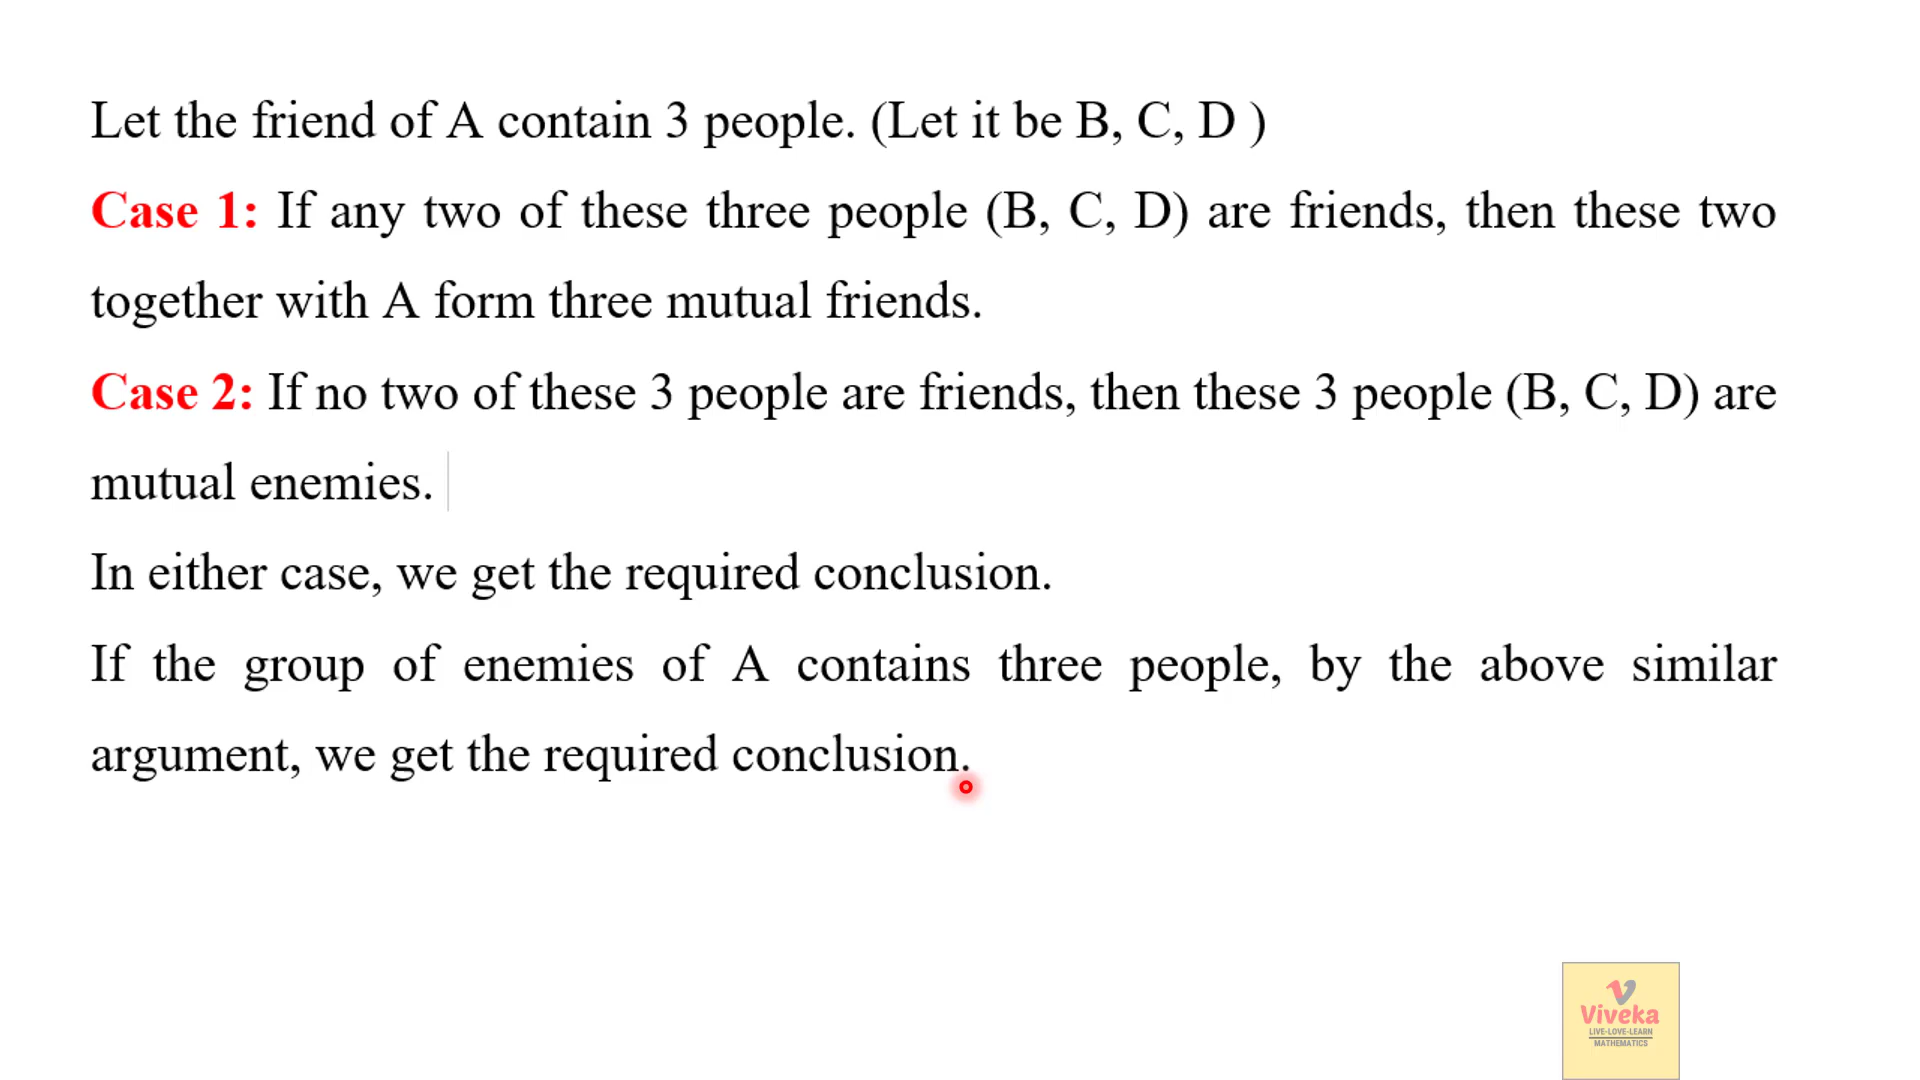 Let the friend of A contain 3 people. (Let it be B, C, D )
Case 1: If any two of these three people (B, C, D) are friends, then these two
together with A form three mutual friends.
Case 2: If no two of these 3 people are friends, then these 3 people (B, C, D) are
mutual enemies.
In either case, we get the required conclusion.
If the group of enemies of A contains three people, by the above similar
argument, we get the required conclusion.
Viveka
LIVE-LOVE-LEARN
MATHEMATICS